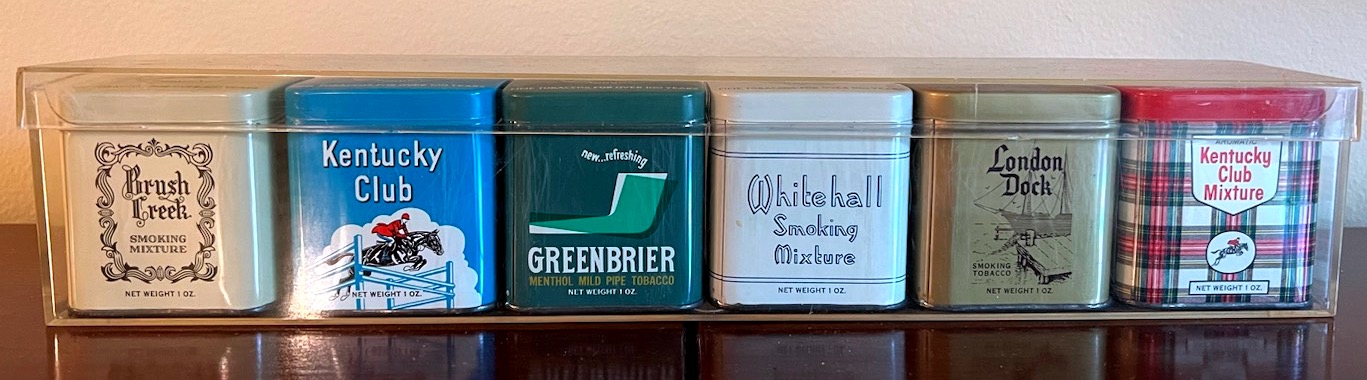 Brush
Creek
SMOKING
MIXTURE
NET WEIGHT 1 OZ.
Kentucky
Club
NET WEIGHT 1 OZ.
new...refreshing
GREENBRIER
MENTHOL MILD PIPE TOBACCO
NET WEIGHT 1 OZ.
Whitehall
Smoking
Mixture
NET WEIGHT 1 OZ.
London
Dock
SMOKING
TOBACCO
NET WEIGHT 1 OZ.
AROMATIC
Kentucky
Club
Mixture
NET WEIGHT 1 OZ.